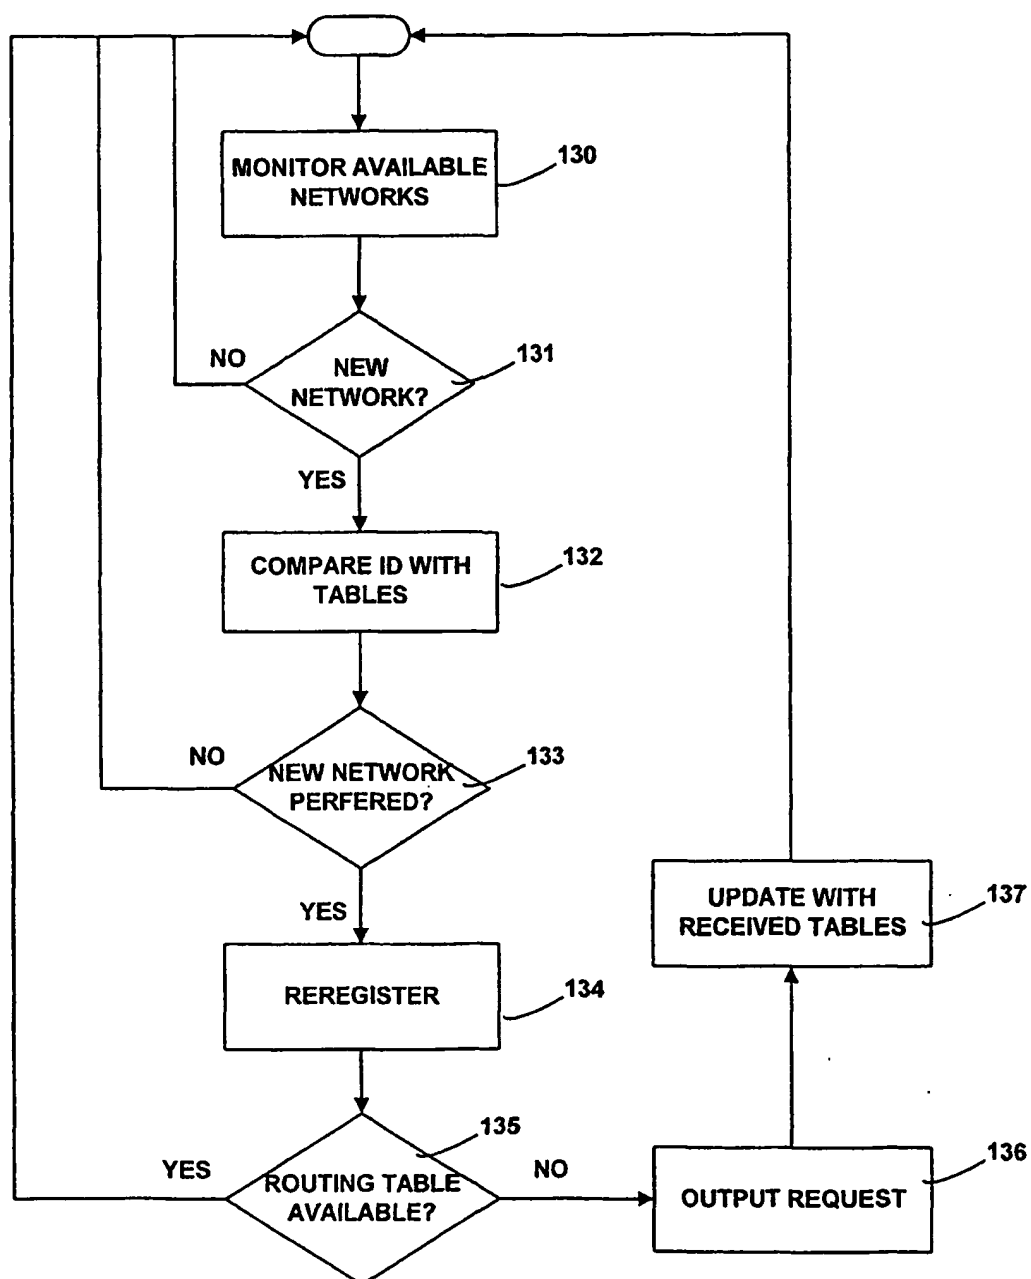 MONITOR AVAILABLE
NETWORKS
130
NO
NEW
NETWORK?
131
YES
COMPARE ID WITH
TABLES
132
NO
NEW NETWORK
PERFERED?
133
YES
UPDATE WITH
RECEIVED TABLES
137
REREGISTER
134
YES
ROUTING TABLE
AVAILABLE?
135
NO
OUTPUT REQUEST
136